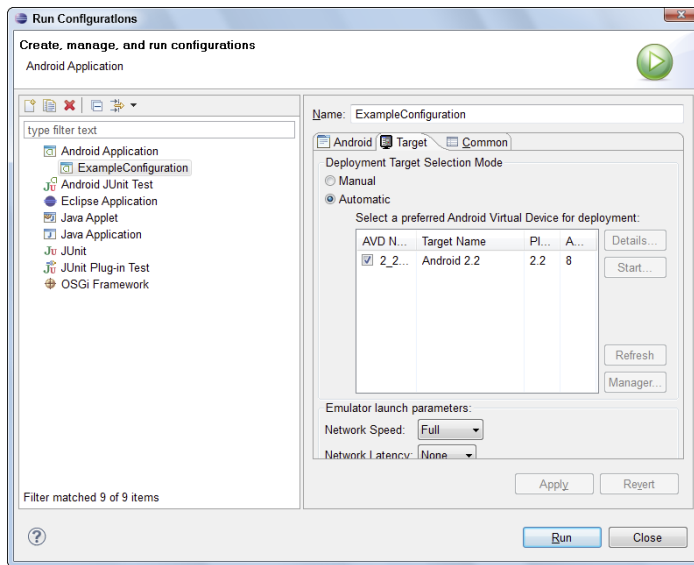 Run Configurations
Create, manage, and run configurations
Android Application
type filter text
Android Application
ExampleConfiguration
Android JUnit Test
Eclipse Application
Java Applet
Java Application
JUnit
JUnit Plug-in Test
OSGi Framework
Filter matched 9 of 9 items
Name: ExampleConfiguration
Android Target Common
Deployment Target Selection Mode
Manual
Automatic
Select a preferred Android Virtual Device for deployment:
AVD N... Target Name Pl... A... Details...
2_2... Android 2.2 2.2 8 Start...
Refresh
Manager...
Emulator launch parameters:
Network Speed: Full
Network Latency: None
Apply Revert
Run Close